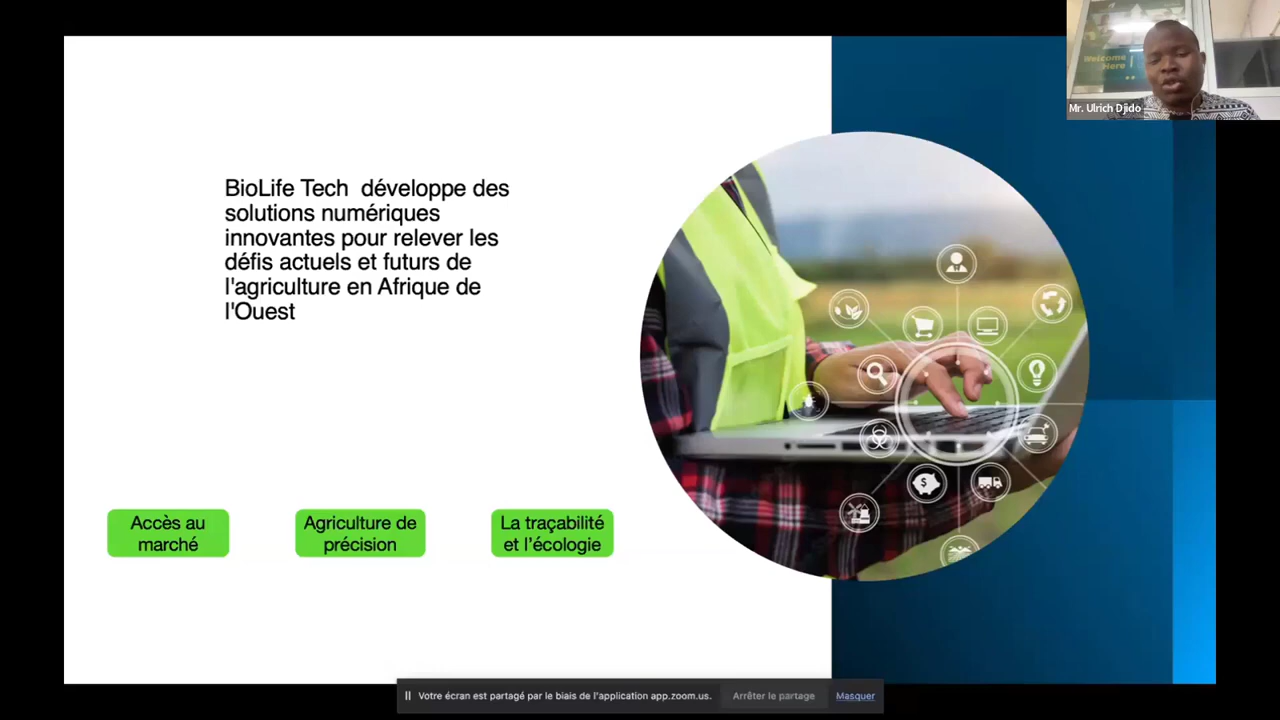 Welcome
Here
Mr. Ulrich Djido
BioLife Tech  développe des
solutions numériques
innovantes pour relever les
défis actuels et futurs de
l'agriculture en Afrique de
l'Ouest
$
Accès au
marché
Agriculture de
précision
La traçabilité
et l’écologie
Votre écran est partagé par le biais de l'application app.zoom.us.
Arrêter le partage
Masquer